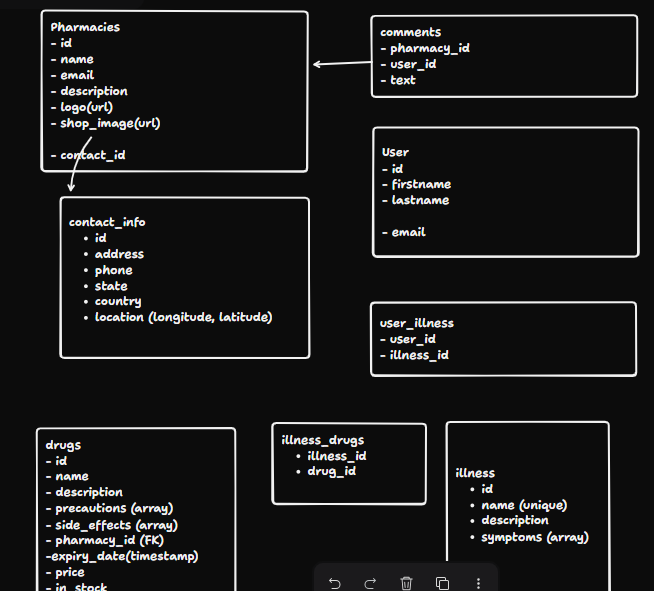 Pharmacies
- id
- name
- email
- description
- logo(url)
- shop_image(url)
- contact_id
comments
- pharmacy_id
- user_id
- text
User
- id
- firstname
- lastname
- email
contact_info
• id
• address
• phone
• state
• country
• location (longitude, latitude)
user_illness
- user_id
- illness_id
drugs
- id
- name
- description
- precautions (array)
- side_effects (array)
- pharmacy_id (FK)
-expiry_date(timestamp)
- price
- in_stock
illness_drugs
• illness_id
• drug_id
illness
• id
• name (unique)
• description
• symptoms (array)